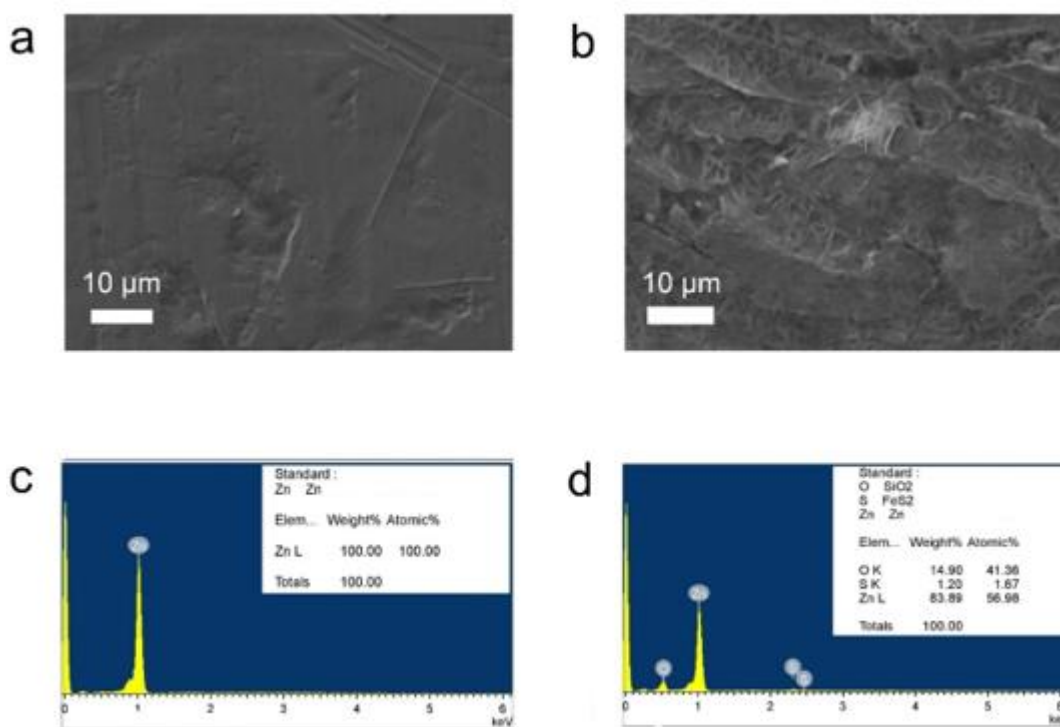 a
b
10 µm
10 µm
c
Standard :
Zn Zn
Elem... Weight% Atomic%
Zn L 100.00 100.00
Totals 100.00
Zn
0 1 2 3 4 5 6
keV
d
Standard :
O SiO2
S FeS2
Zn Zn
Elem... Weight% Atomic%
O K 14.90 41.36
S K 1.20 1.67
Zn L 83.89 56.98
Totals 100.00
Zn
0 1 2 3 4 5
keV